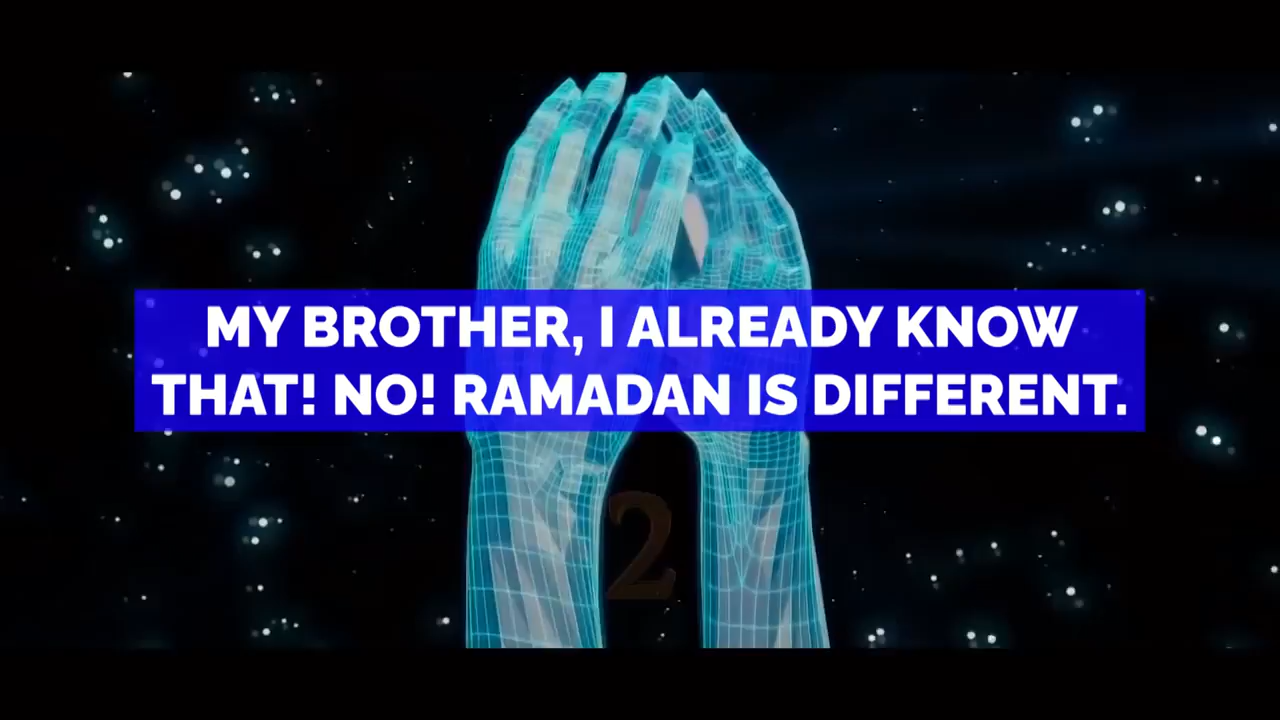 MY BROTHER, I ALREADY KNOW
THAT! NO! RAMADAN IS DIFFERENT.
2